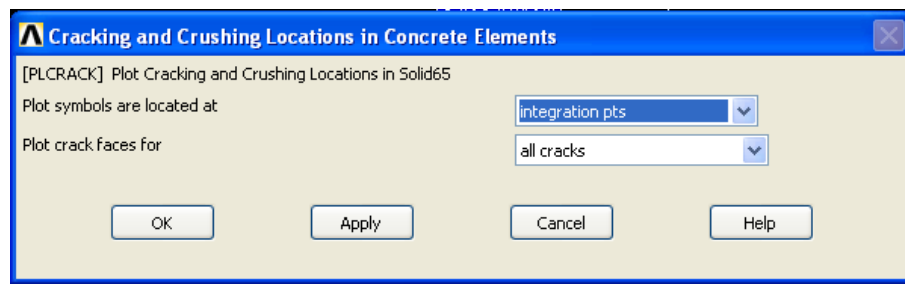 Cracking and Crushing Locations in Concrete Elements
[PLCRACK] Plot Cracking and Crushing Locations in Solid65
Plot symbols are located at integration pts
Plot crack faces for all cracks
OK Apply Cancel Help